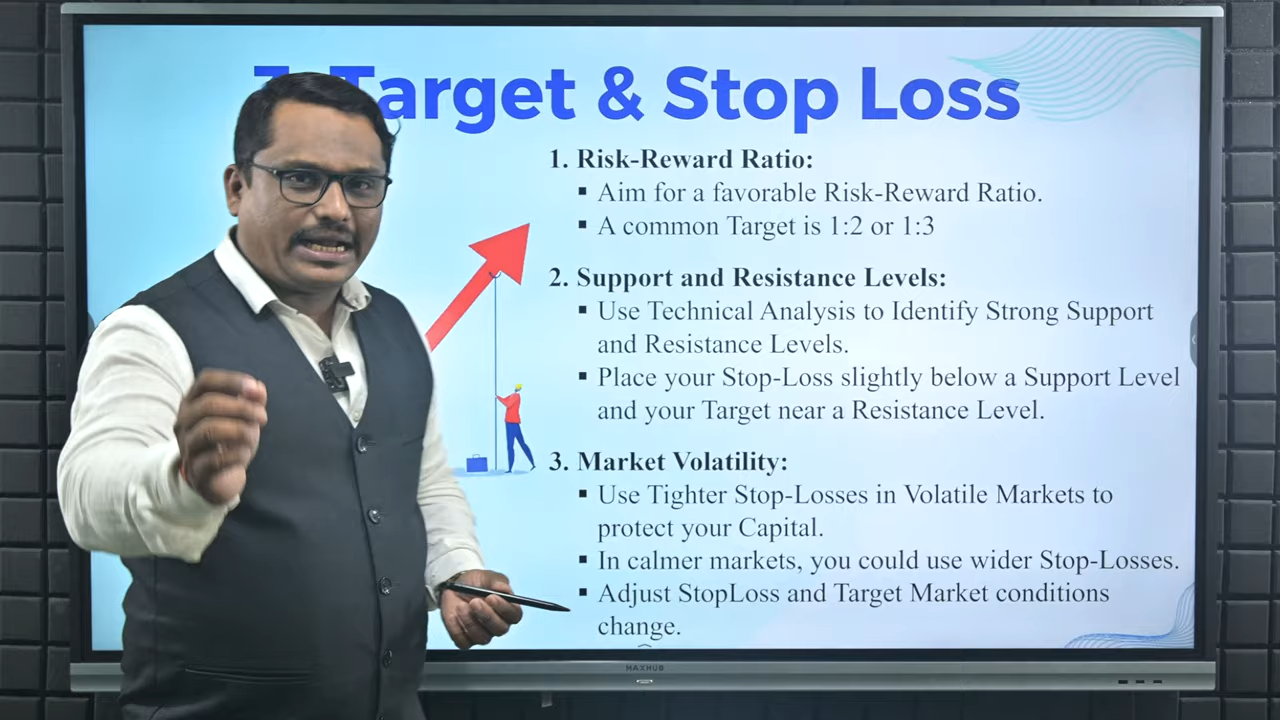 Target & Stop Loss
1. Risk-Reward Ratio:
▪ Aim for a favorable Risk-Reward Ratio.
▪ A common Target is 1:2 or 1:3
2. Support and Resistance Levels:
▪ Use Technical Analysis to Identify Strong Support
and Resistance Levels.
▪ Place your Stop-Loss slightly below a Support Level
and your Target near a Resistance Level.
3. Market Volatility:
▪ Use Tighter Stop-Losses in Volatile Markets to
protect your Capital.
▪ In calmer markets, you could use wider Stop-Losses.
▪ Adjust StopLoss and Target Market conditions
change.
MAXHUB